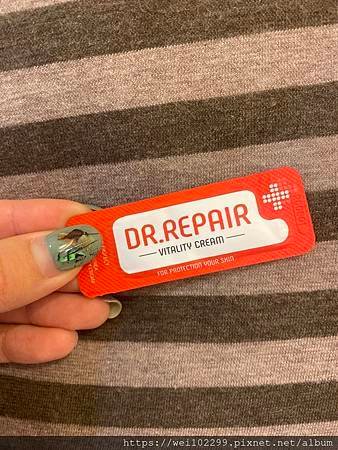 DR.REPAIR
VITALITY CREAM
FOR PROTECTION YOUR SKIN
https://wei102299.pixnet.net/album